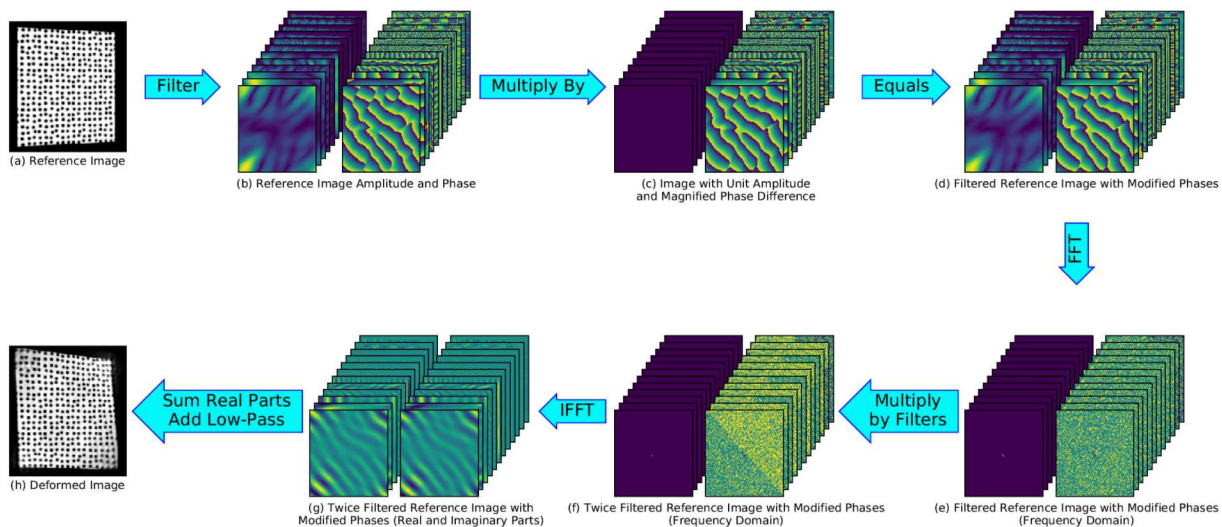 Filter
Multiply By
Equals
(a) Reference Image
(b) Reference Image Amplitude and Phase
(c) Image with Unit Amplitude
and Magnified Phase Difference
(d) Filtered Reference Image with Modified Phases
FFT
Sum Real Parts
Add Low-Pass
IFFT
Multiply
by Filters
(h) Deformed Image
(g) Twice Filtered Reference Image with
Modified Phases (Real and Imaginary Parts)
(f) Twice Filtered Reference Image with Modified Phases
(Frequency Domain)
(e) Filtered Reference Image with Modified Phases
(Frequency Domain)